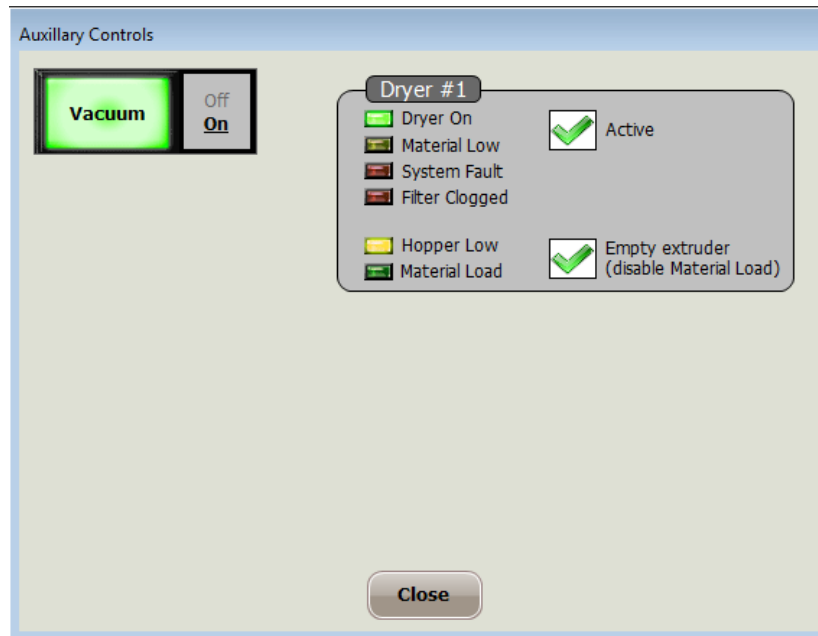 Auxillary Controls
Vacuum
Off
On
Dryer #1
Dryer On
Material Low
System Fault
Filter Clogged
Active
Hopper Low
Material Load
Empty extruder
(disable Material Load)
Close